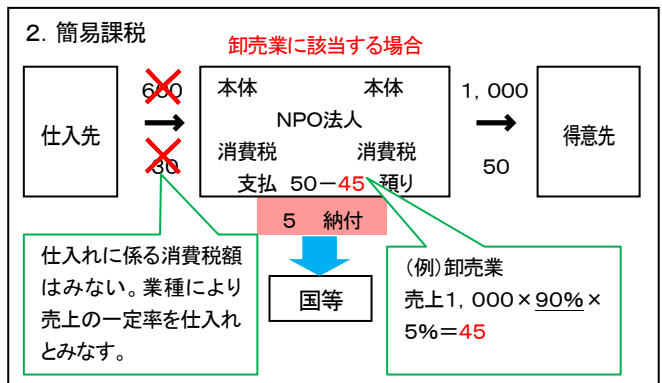 2．簡易課税
卸売業に該当する場合
仕入先
600
30
本体 本体
NPO法人
消費税 消費税
支払 50－45 預り
1，000
50
得意先
5 納付
国等
仕入れに係る消費税額
はみない。業種により
売上の一定率を仕入れ
とみなす。
（例）卸売業
売上1，000×90％×
5％＝45